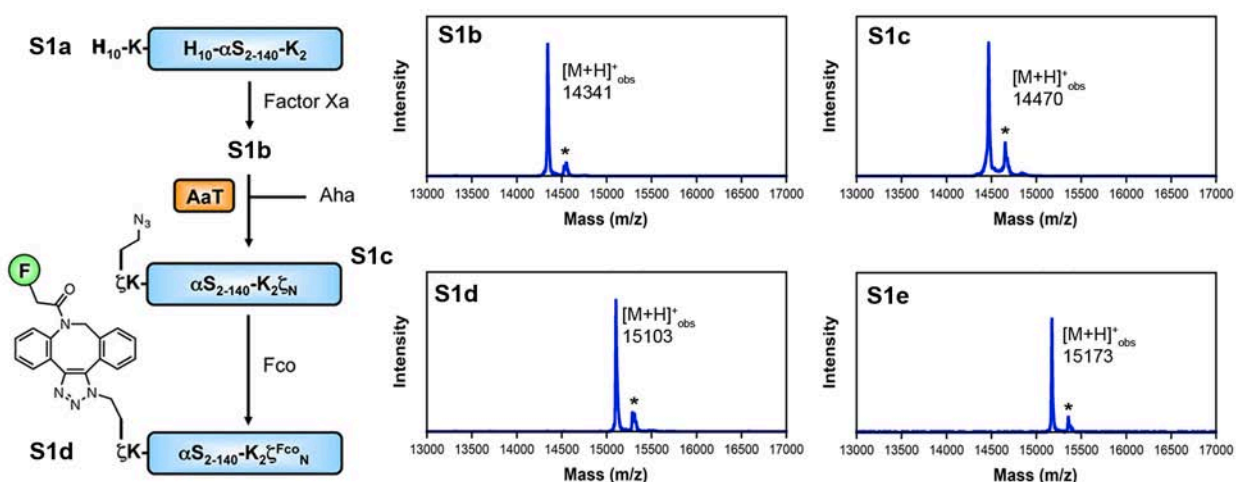 S1a H₁₀-K- H₁₀-αS₂₋₁₄₀-K₂
Factor Xa
S1b
AaT Aha
N₃
S1c
ζK- αS₂₋₁₄₀-K₂ζ_N
F
O
N
Fco
N N N
S1d ζK- αS₂₋₁₄₀-K₂ζ^Fco_N
S1b
[M+H]⁺obs
14341
*
Intensity
13000 13500 14000 14500 15000 15500 16000 16500 17000
Mass (m/z)
S1c
[M+H]⁺obs
14470
*
Intensity
13000 13500 14000 14500 15000 15500 16000 16500 17000
Mass (m/z)
S1d
[M+H]⁺obs
15103
*
Intensity
13000 13500 14000 14500 15000 15500 16000 16500 17000
Mass (m/z)
S1e
[M+H]⁺obs
15173
*
Intensity
13000 13500 14000 14500 15000 15500 16000 16500 17000
Mass (m/z)